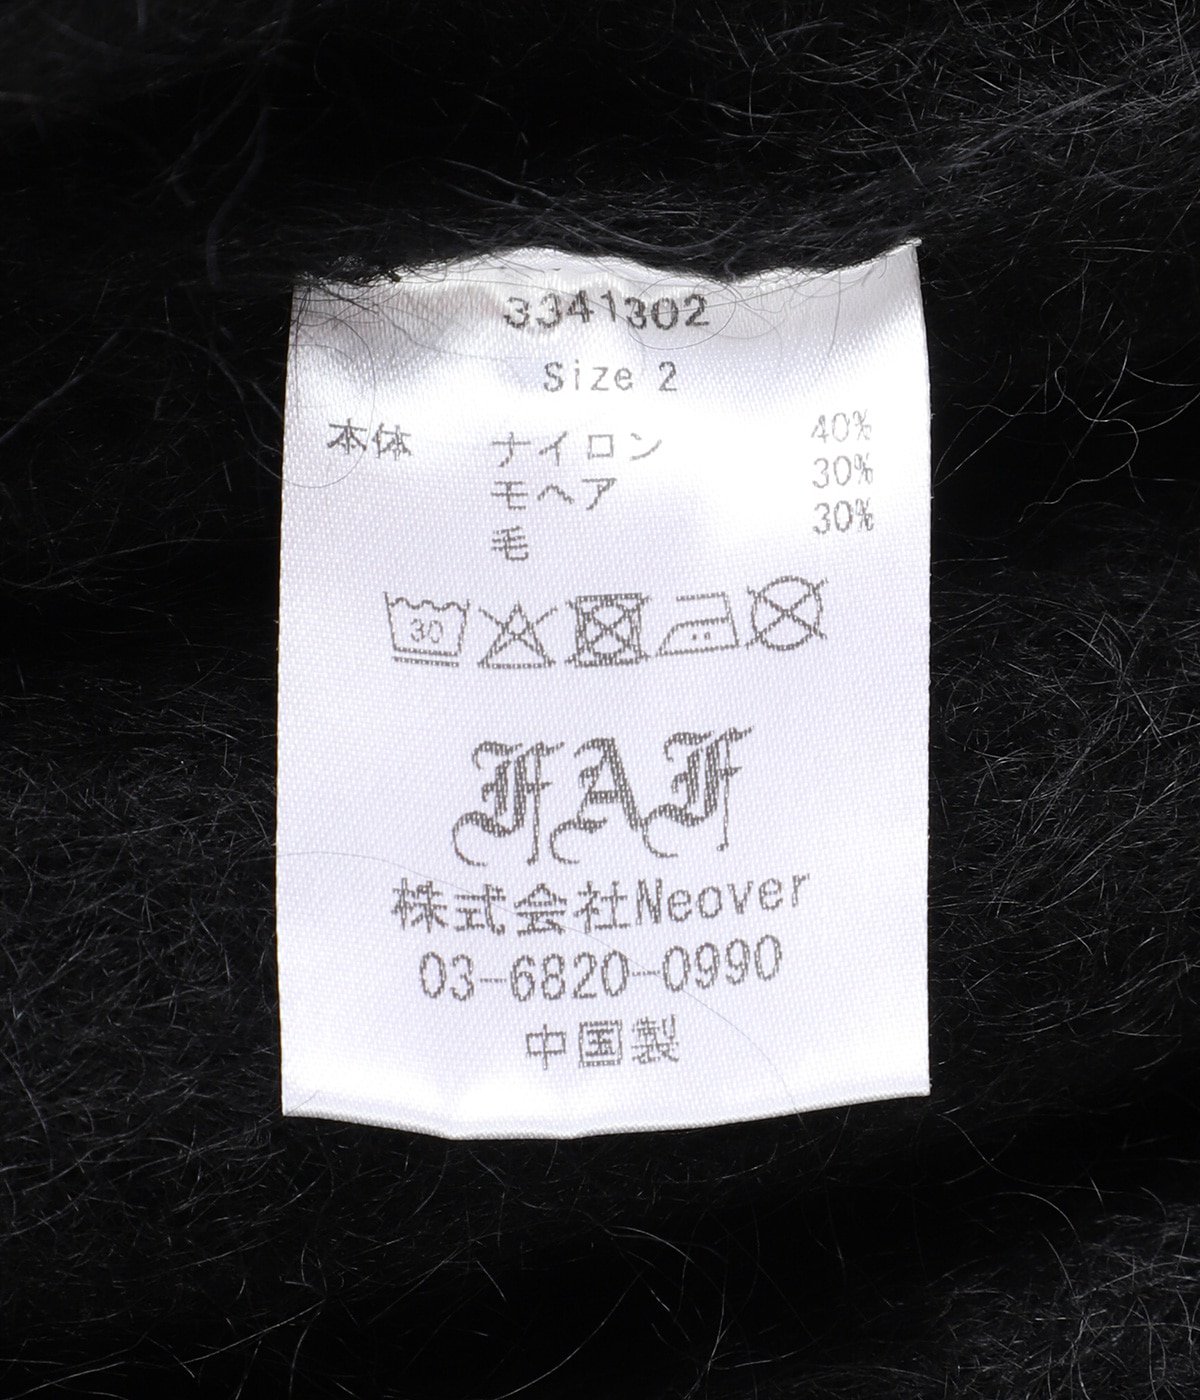 3341302
Size 2
本体 ナイロン 40%
モヘア 30%
毛 30%
30
FAF
株式会社Neover
03-6820-0990
中国製